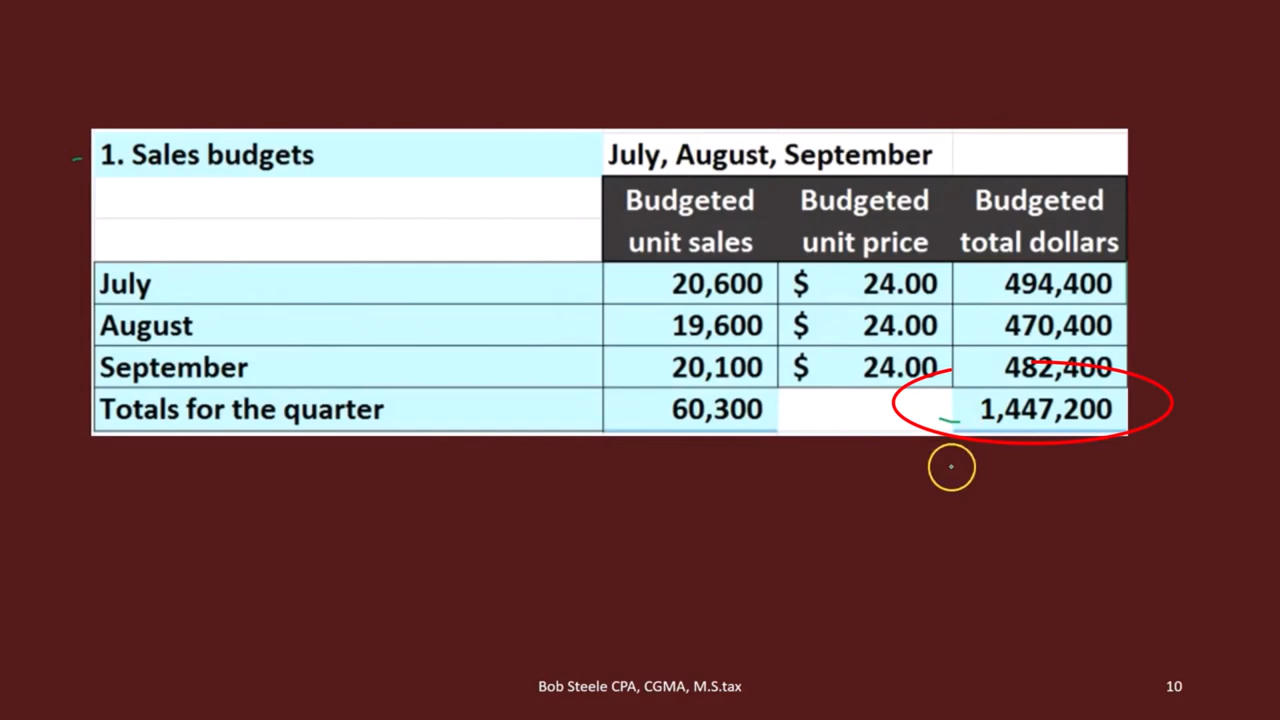 1. Sales budgets July, August, September
Budgeted Budgeted Budgeted
unit sales unit price total dollars
July 20,600 $ 24.00 494,400
August 19,600 $ 24.00 470,400
September 20,100 $ 24.00 482,400
Totals for the quarter 60,300 1,447,200
Bob Steele CPA, CGMA, M.S.tax 10